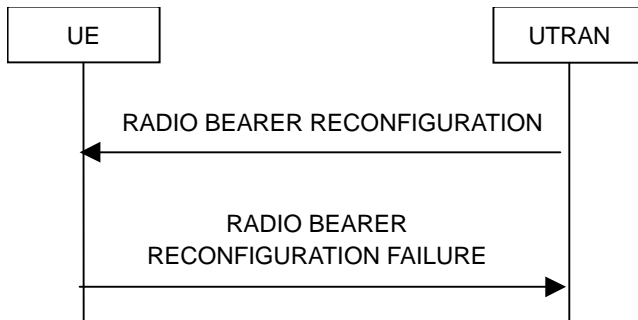 UE
UTRAN
RADIO BEARER RECONFIGURATION
RADIO BEARER
RECONFIGURATION FAILURE